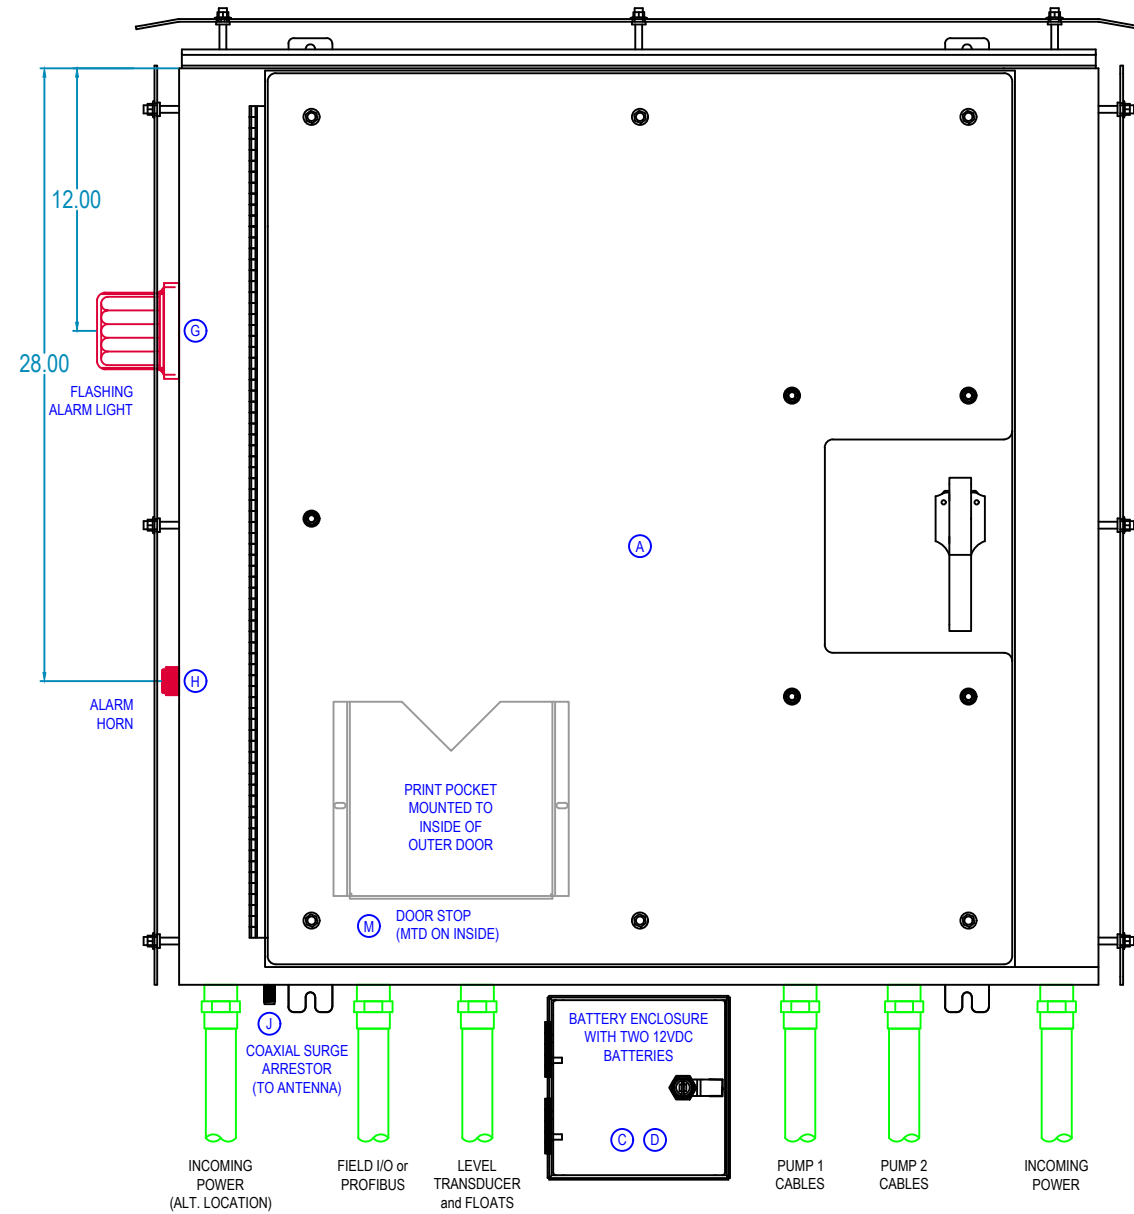 12.00
G
28.00
FLASHING
ALARM LIGHT
A
H
ALARM
HORN
PRINT POCKET
MOUNTED TO
INSIDE OF
OUTER DOOR
M
DOOR STOP
(MTD ON INSIDE)
J
COAXIAL SURGE
ARRESTOR
(TO ANTENNA)
BATTERY ENCLOSURE
WITH TWO 12VDC
BATTERIES
C D
INCOMING
POWER
(ALT. LOCATION)
FIELD I/O or
PROFIBUS
LEVEL
TRANSDUCER
and FLOATS
PUMP 1
CABLES
PUMP 2
CABLES
INCOMING
POWER